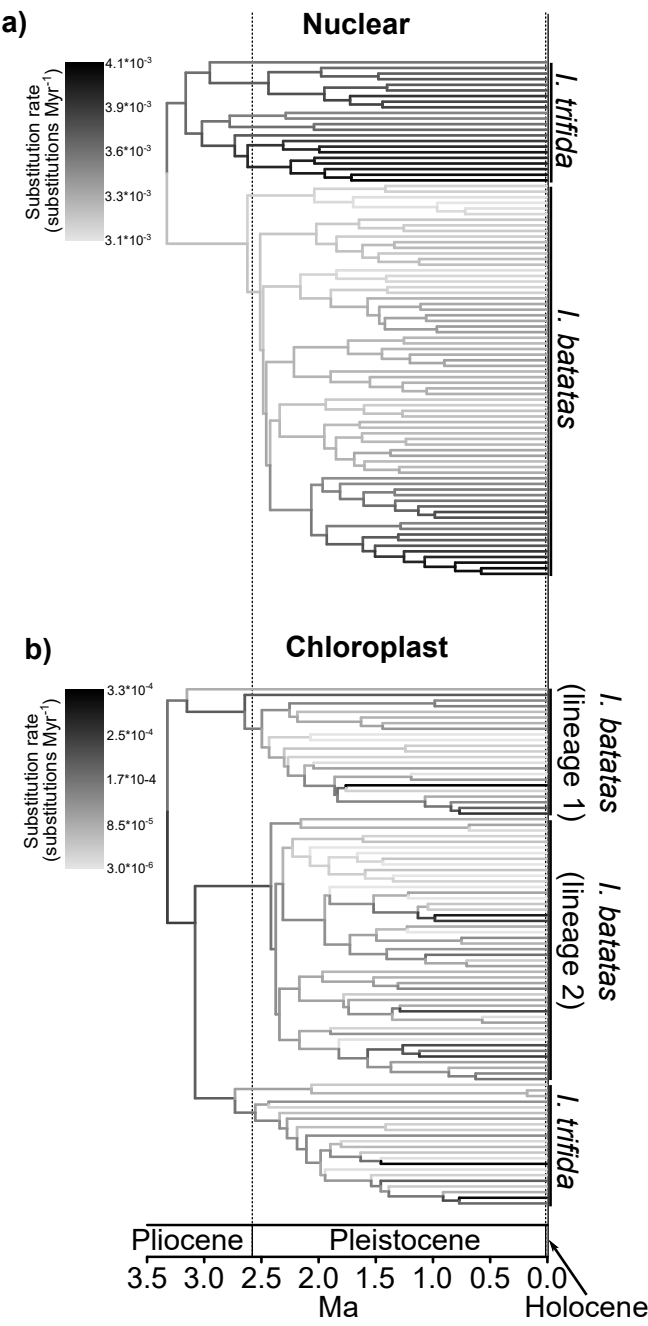 a)
Nuclear
Substitution rate
(substitutions Myr⁻¹)
4.1*10⁻³
3.9*10⁻³
3.6*10⁻³
3.3*10⁻³
3.1*10⁻³
I. trifida
I. batatas
b)
Chloroplast
Substitution rate
(substitutions Myr⁻¹)
3.3*10⁻⁴
2.5*10⁻⁴
1.7*10⁻⁴
8.5*10⁻⁵
3.0*10⁻⁶
I. batatas
(lineage 1)
I. batatas
(lineage 2)
I. trifida
Pliocene
Pleistocene
3.5 3.0 2.5 2.0 1.5 1.0 0.5 0.0
Ma
Holocene